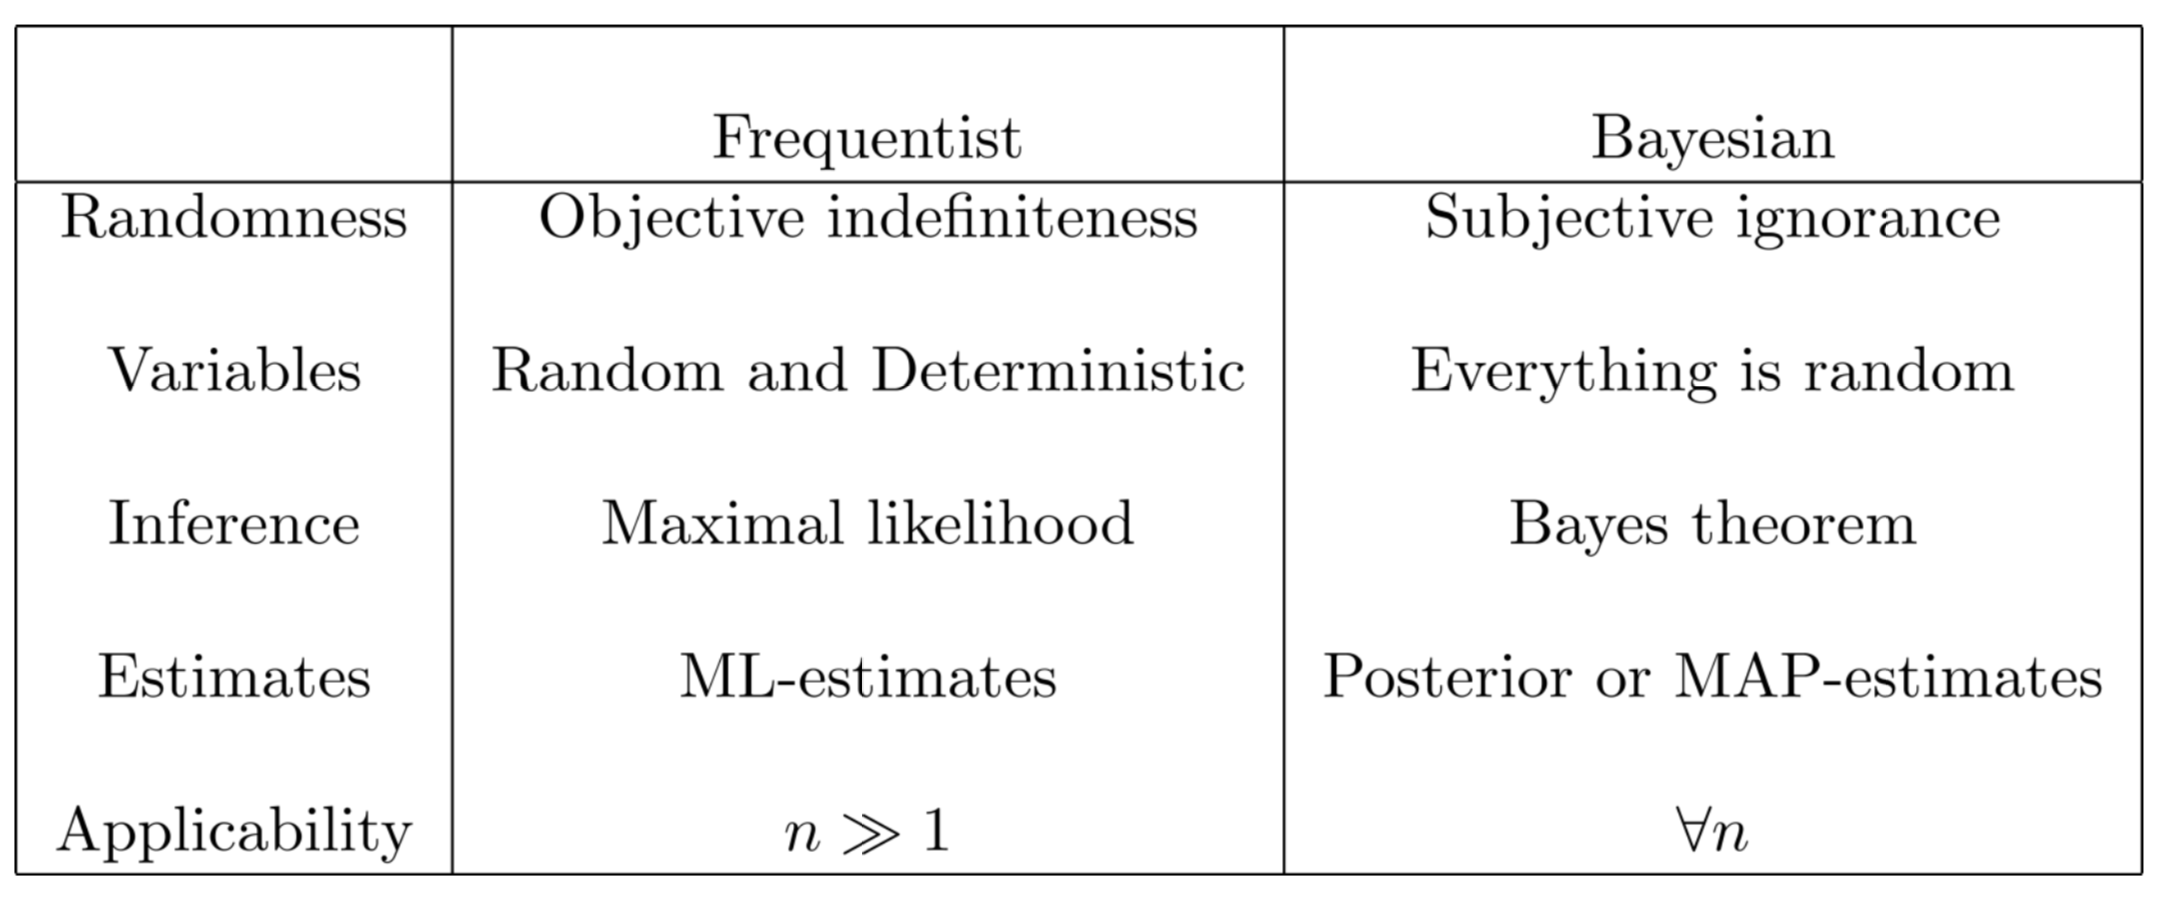 Frequentist Bayesian
Randomness Objective indefiniteness Subjective ignorance
Variables Random and Deterministic Everything is random
Inference Maximal likelihood Bayes theorem
Estimates ML-estimates Posterior or MAP-estimates
Applicability n ≫ 1 ∀n